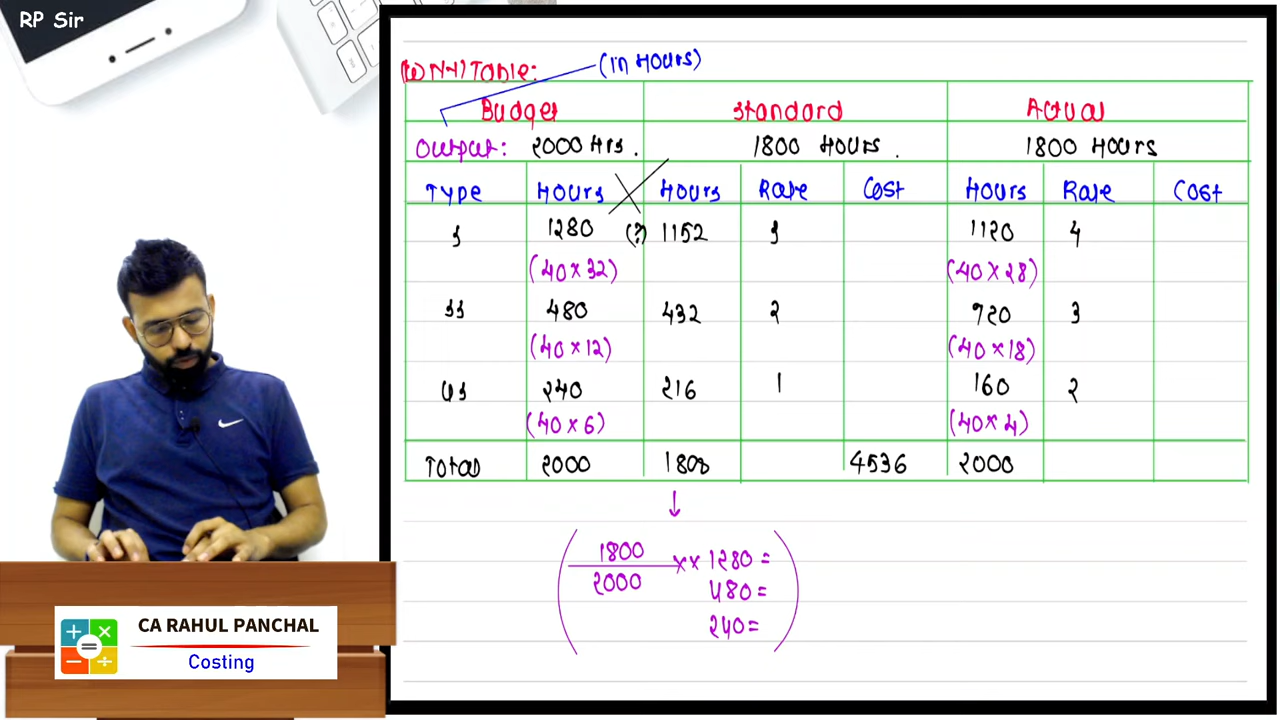 RP Sir
(W.N-1) Table:
(in Hours)
Budget Standard Actual
Output: 2000 Hrs. 1800 Hours. 1800 Hours
Type Hours Hours Rate Cost Hours Rate Cost
1280 (?) 1152 3 1120 4
(40 x 32) (40 x 28)
480 432 2 720 3
(40 x 12) (40 x 18)
US 240 216 1 160 2
(40 x 6) (40 x 4)
Total 2000 1800 4536 2000
1800
2000
x x 1280 =
480 =
240 =
CA RAHUL PANCHAL
Costing